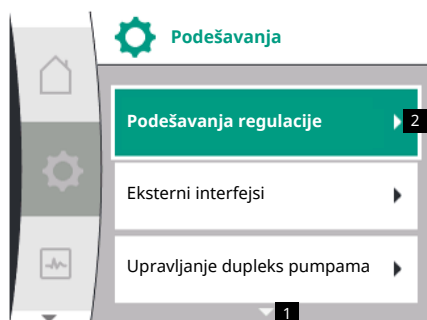 Podešavanja
Podešavanja regulacije
2
Eksterni interfejsi
Upravljanje dupleks pumpama
1